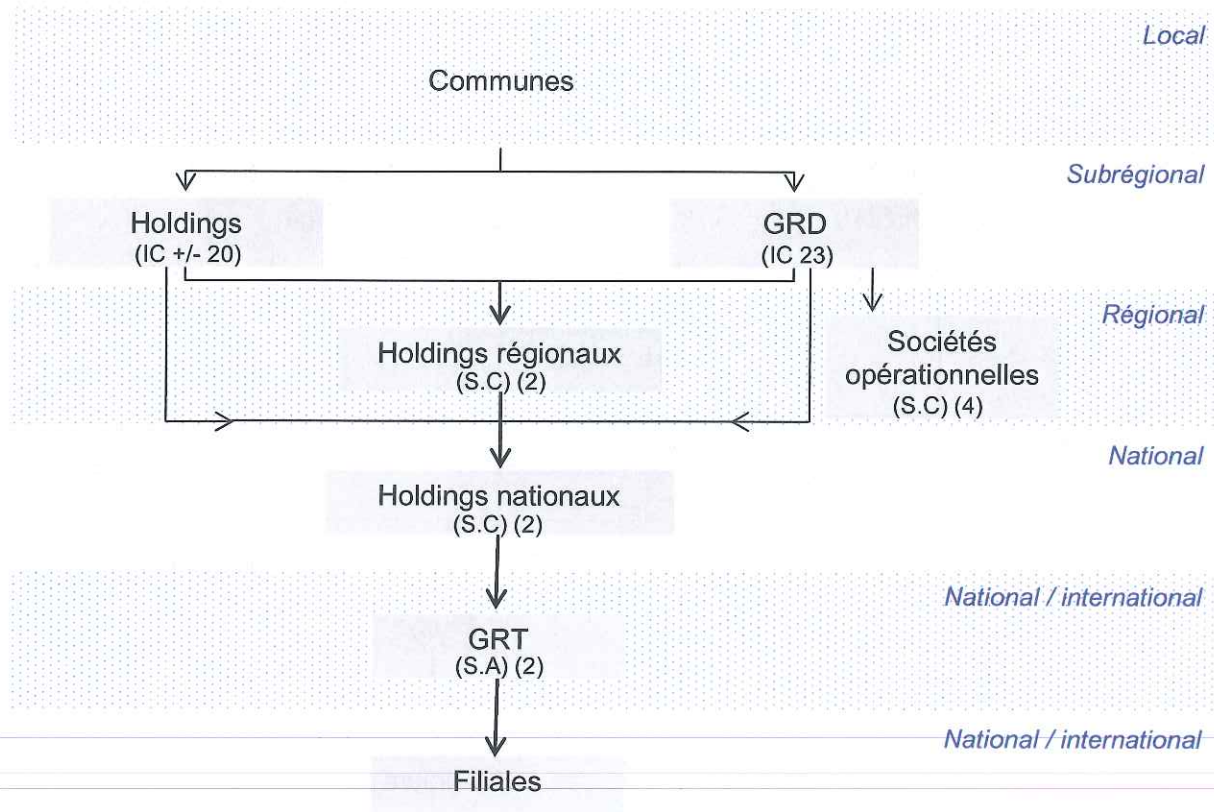 Local
Communes
Subrégional
Holdings
(IC +/- 20)
GRD
(IC 23)
Régional
Holdings régionaux
(S.C) (2)
Sociétés
opérationnelles
(S.C) (4)
National
Holdings nationaux
(S.C) (2)
National / international
GRT
(S.A) (2)
National / international
Filiales